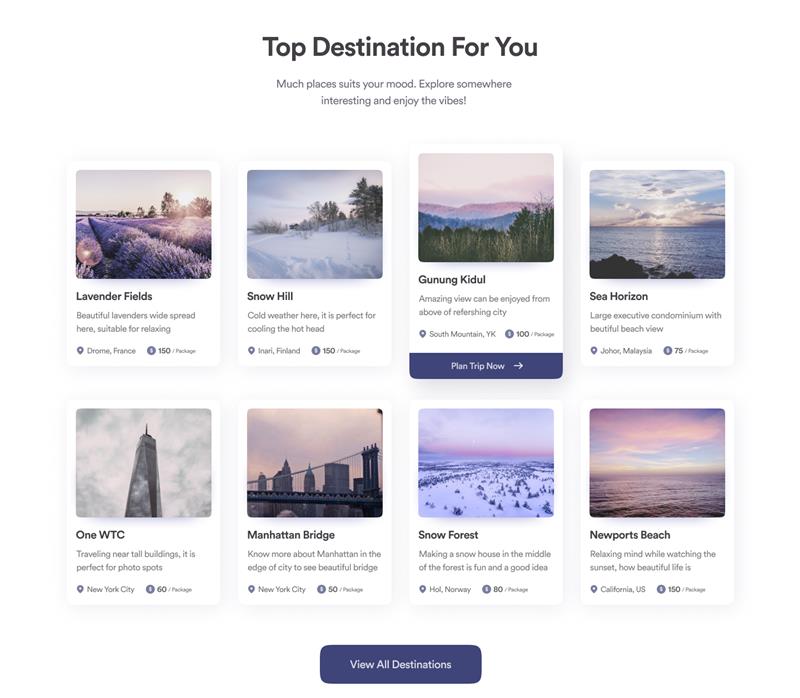 Top Destination For You
Much places suits your mood. Explore somewhere
interesting and enjoy the vibes!
Lavender Fields
Beautiful lavenders wide spread
here, suitable for relaxing
Drome, France $ 150 / Package
Snow Hill
Cold weather here, it is perfect for
cooling the hot head
Inari, Finland $ 150 / Package
Gunung Kidul
Amazing view can be enjoyed from
above of refershing city
South Mountain, YK $ 100 / Package
Plan Trip Now →
Sea Horizon
Large executive condominium with
beutiful beach view
Johor, Malaysia $ 75 / Package
One WTC
Traveling near tall buildings, it is
perfect for photo spots
New York City $ 60 / Package
Manhattan Bridge
Know more about Manhattan in the
edge of city to see beautiful bridge
New York City $ 50 / Package
Snow Forest
Making a snow house in the middle
of the forest is fun and a good idea
Hol, Norway $ 80 / Package
Newports Beach
Relaxing mind while watching the
sunset, how beautiful life is
California, US $ 150 / Package
View All Destinations